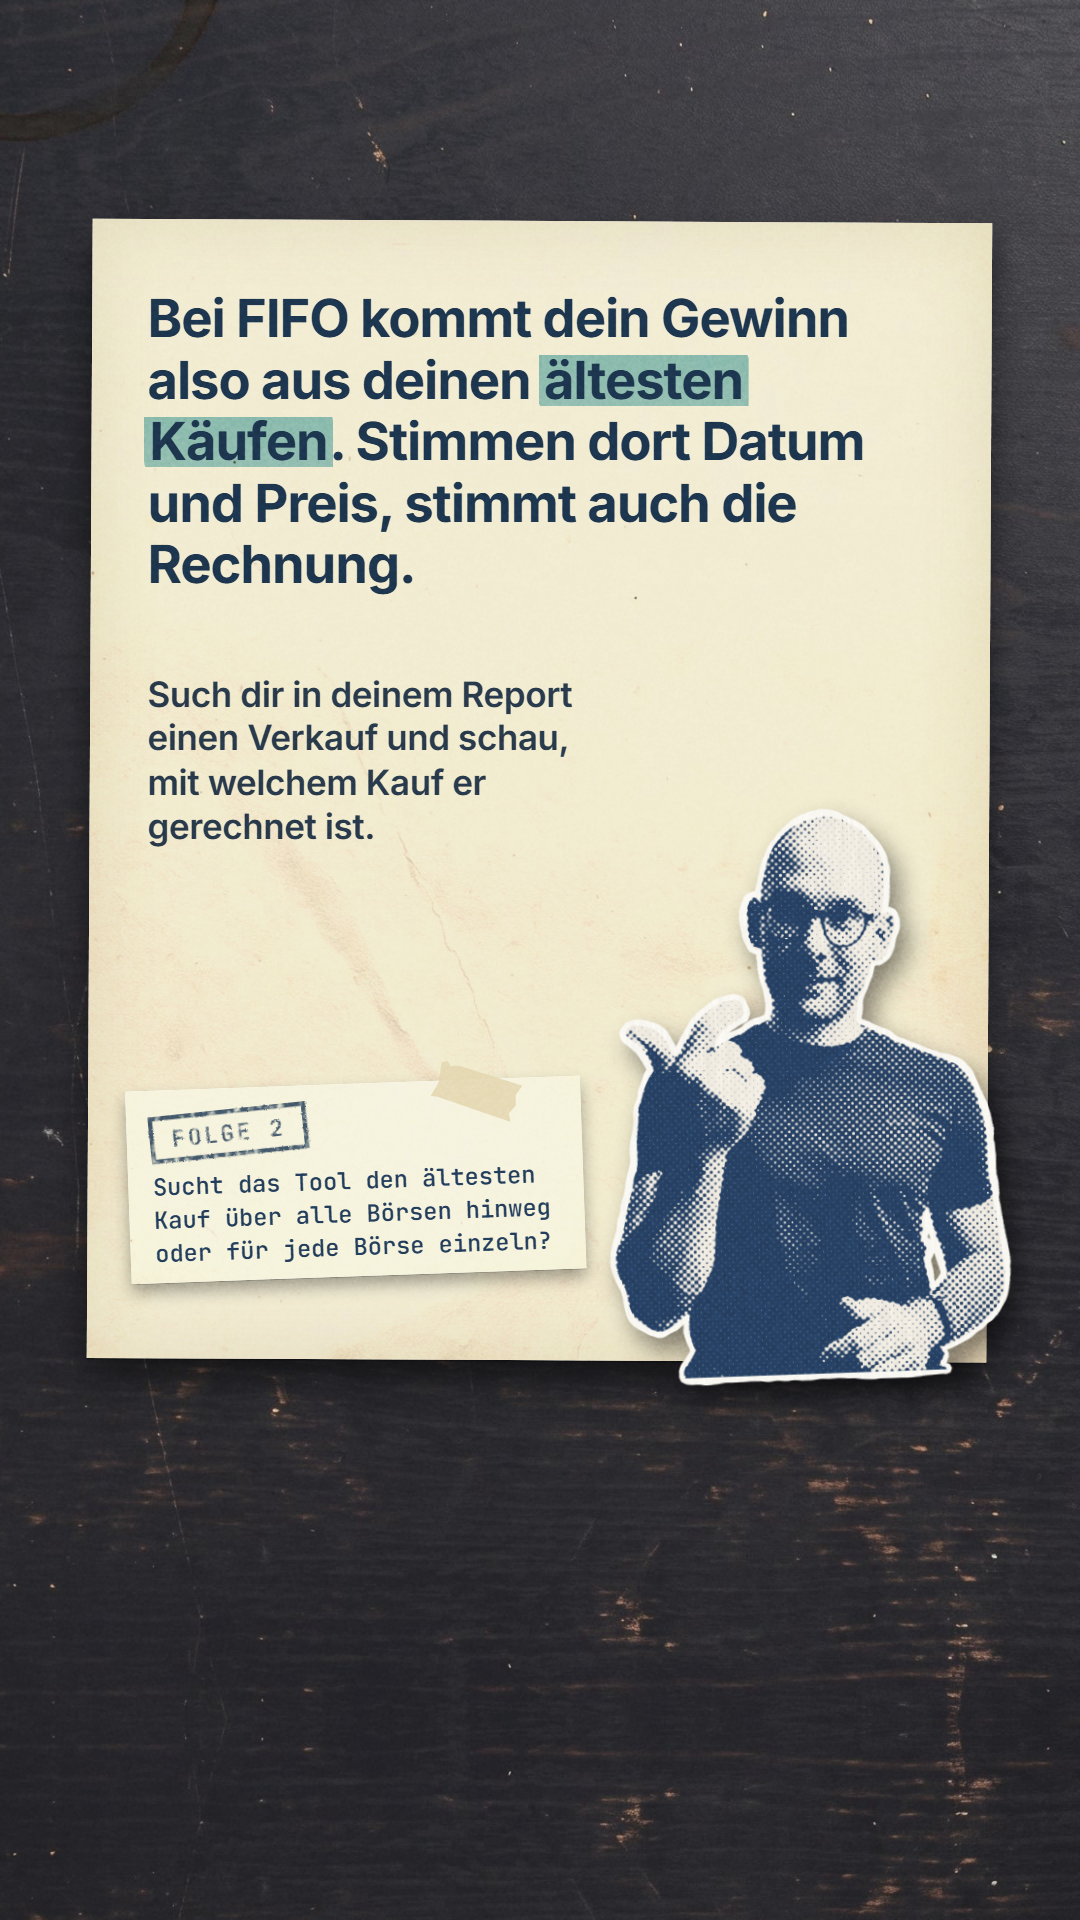 Bei FIFO kommt dein Gewinn
also aus deinen ältesten
Käufen. Stimmen dort Datum
und Preis, stimmt auch die
Rechnung.
Such dir in deinem Report
einen Verkauf und schau,
mit welchem Kauf er
gerechnet ist.
FOLGE 2
Sucht das Tool den ältesten
Kauf über alle Börsen hinweg
oder für jede Börse einzeln?